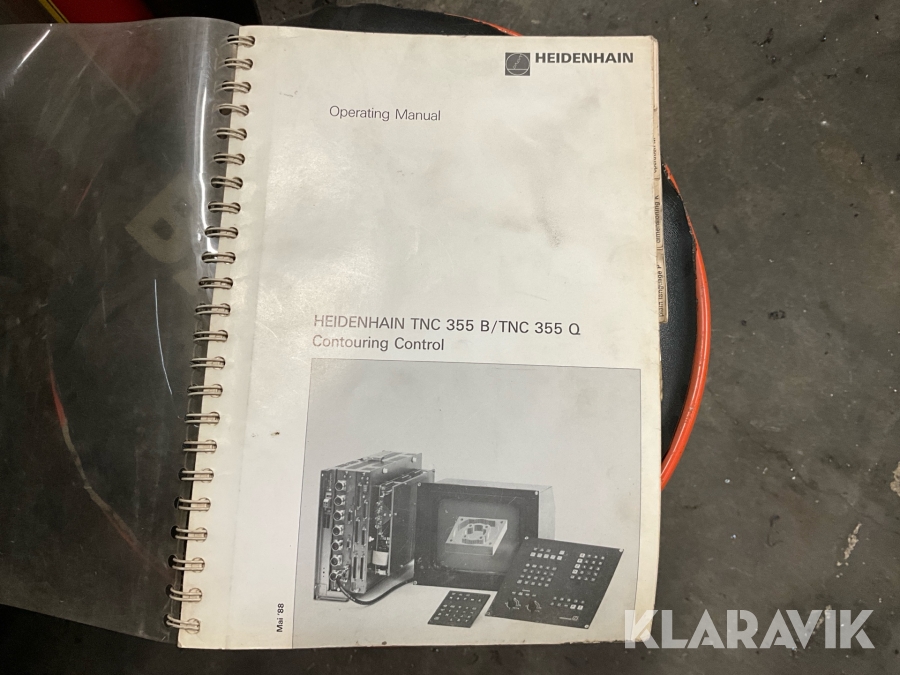 HEIDENHAIN
Operating Manual
HEIDENHAIN TNC 355 B/TNC 355 Q
Contouring Control
Mai '88
KLARAVIK